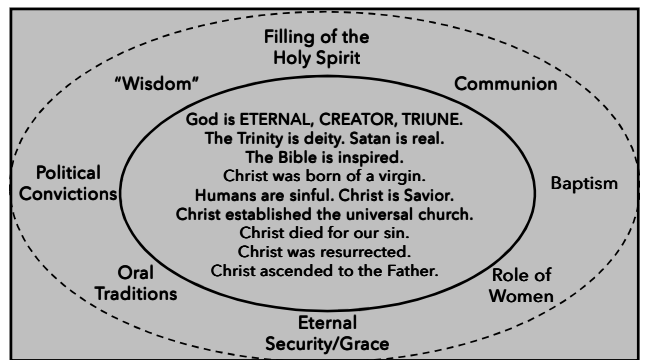 Filling of the
Holy Spirit
“Wisdom”
Communion
God is ETERNAL, CREATOR, TRIUNE.
The Trinity is deity. Satan is real.
The Bible is inspired.
Christ was born of a virgin.
Humans are sinful. Christ is Savior.
Christ established the universal church.
Christ died for our sin.
Christ was resurrected.
Christ ascended to the Father.
Political
Convictions
Baptism
Oral
Traditions
Role of
Women
Eternal
Security/Grace